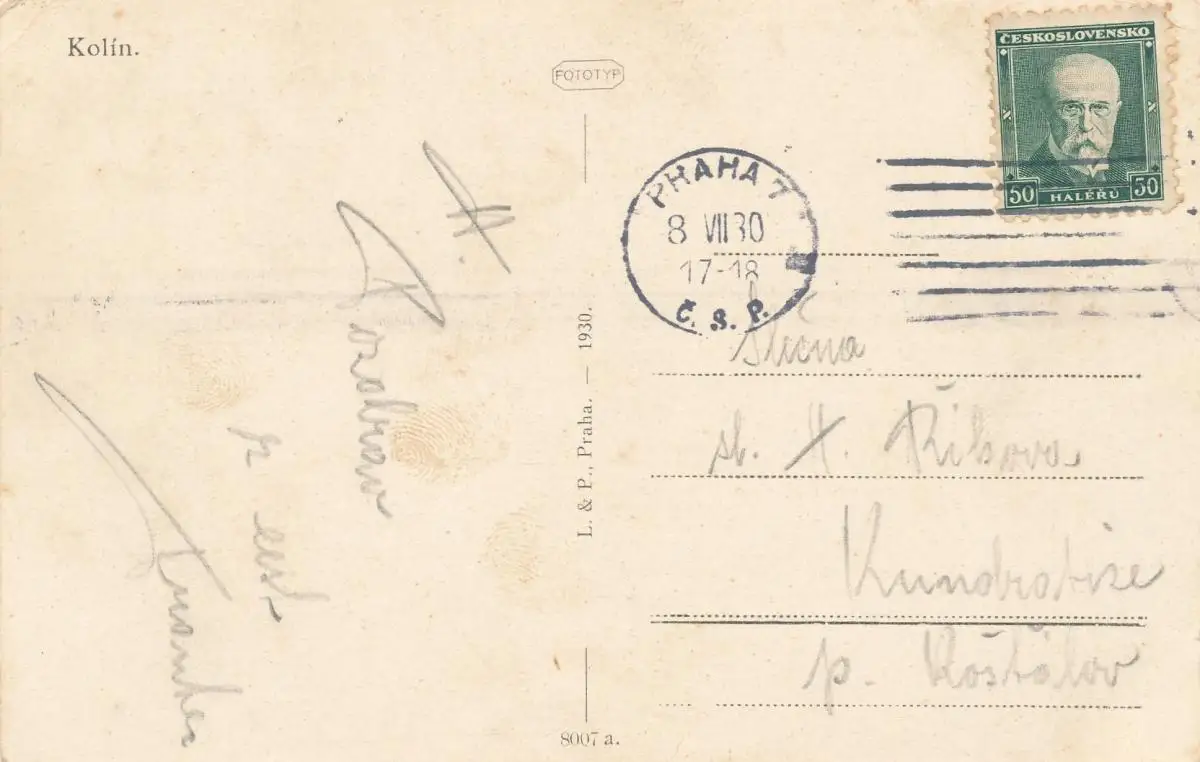 Kolín.
FOTOTYP
ČESKOSLOVENSKO
50 HALÉŘŮ 50
PRAHA 7
8 VII 30
17-18
Č. S. P.
L. & P., Praha. — 1930.
8007 a.
Slečna
sl. A. Říhova
Kundratice
p. Košťálov